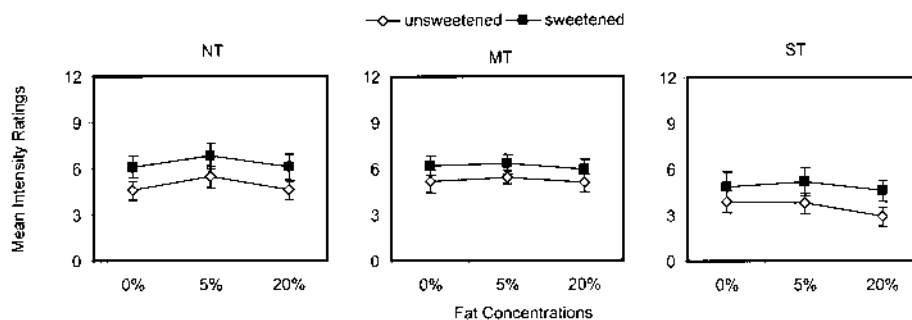 unsweetened sweetened
NT MT ST
Mean Intensity Ratings
12 12 12
9 9 9
6 6 6
3 3 3
0 0 0
0% 5% 20% 0% 5% 20% 0% 5% 20%
Fat Concentrations